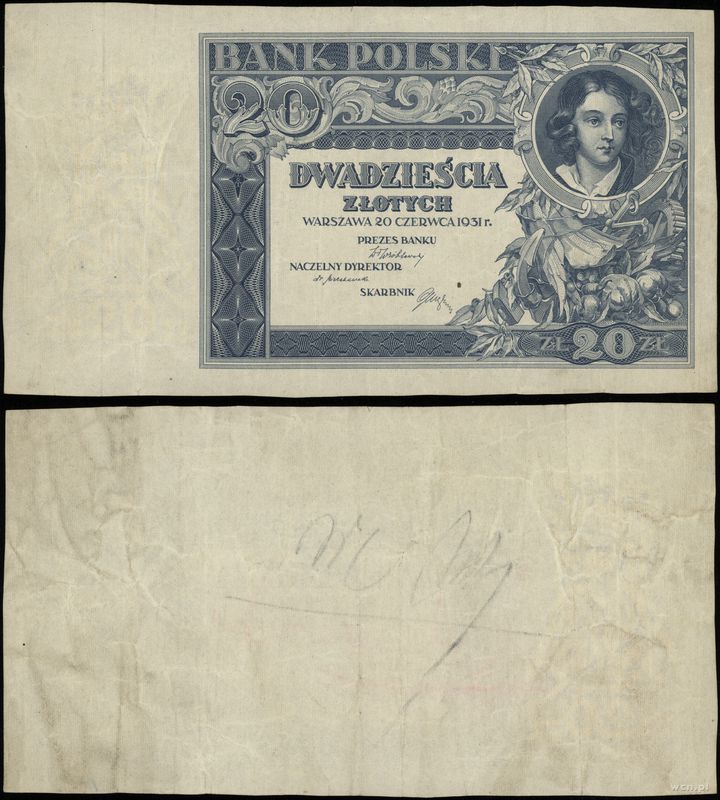 BANK POLSKI
20
DWADZIEŚCIA
ZŁOTYCH
WARSZAWA 20 CZERWCA 1931 r.
PREZES BANKU
NACZELNY DYREKTOR
SKARBNIK
ZŁ 20 ZŁ
wcn.pl